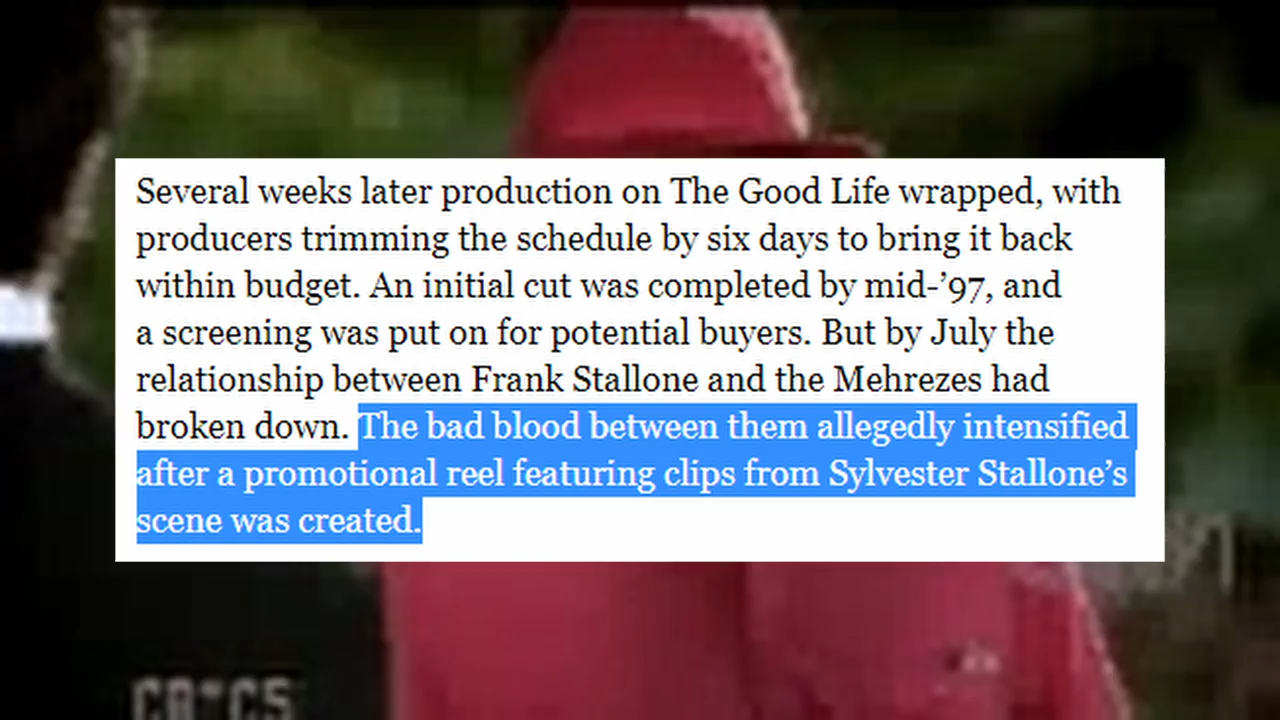 Several weeks later production on The Good Life wrapped, with
producers trimming the schedule by six days to bring it back
within budget. An initial cut was completed by mid-’97, and
a screening was put on for potential buyers. But by July the
relationship between Frank Stallone and the Mehrezes had
broken down. The bad blood between them allegedly intensified
after a promotional reel featuring clips from Sylvester Stallone’s
scene was created.